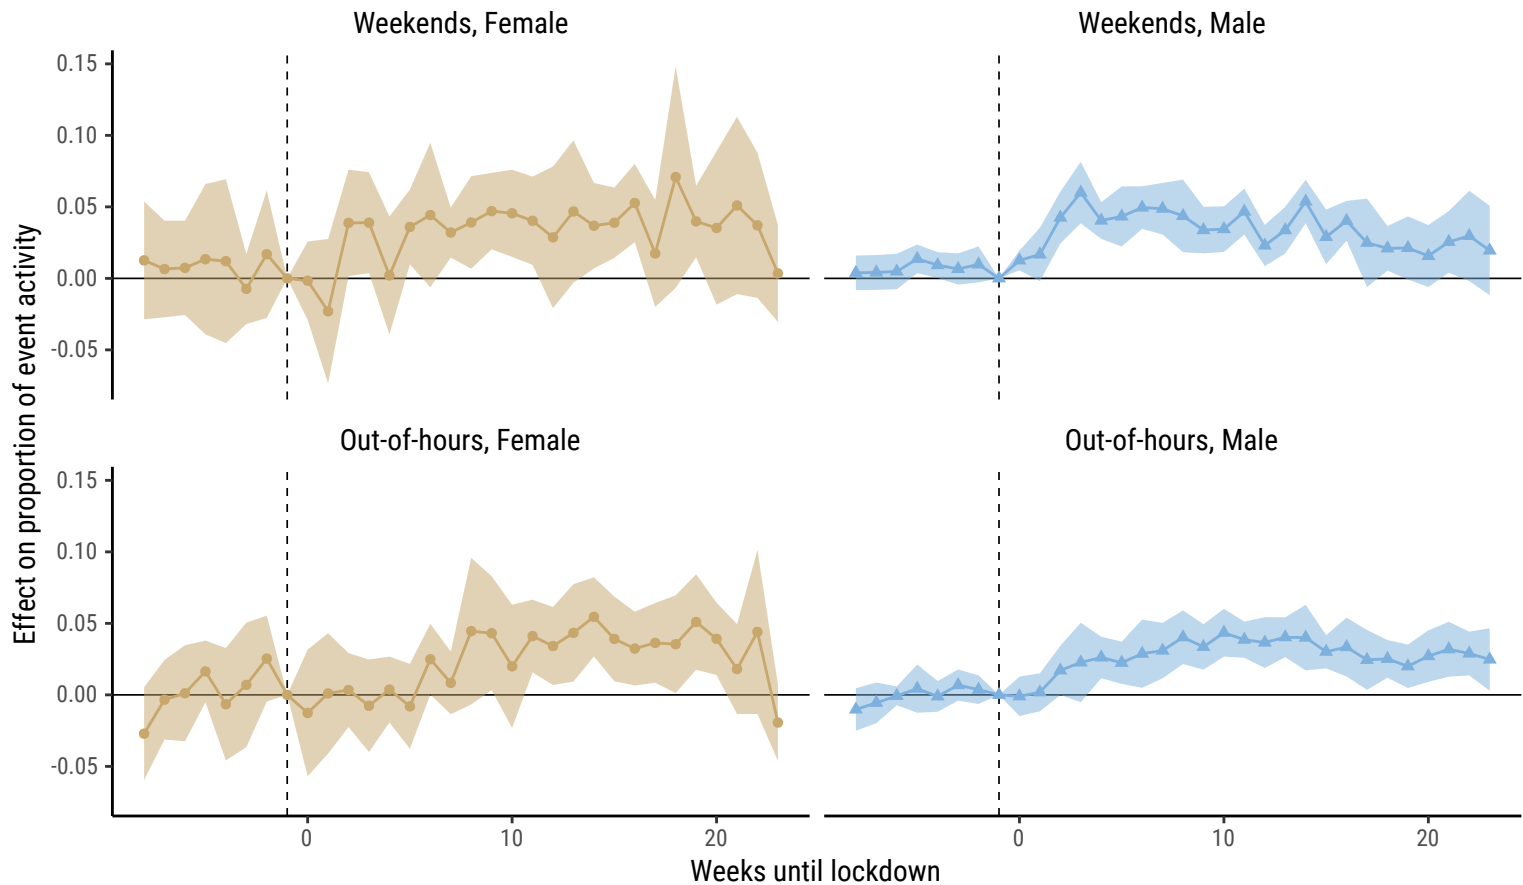 Weekends, Female
Weekends, Male
0.15
0.10
0.05
0.00
-0.05
Effect on proportion of event activity
Out-of-hours, Female
Out-of-hours, Male
0.15
0.10
0.05
0.00
-0.05
0 10 20
0 10 20
Weeks until lockdown